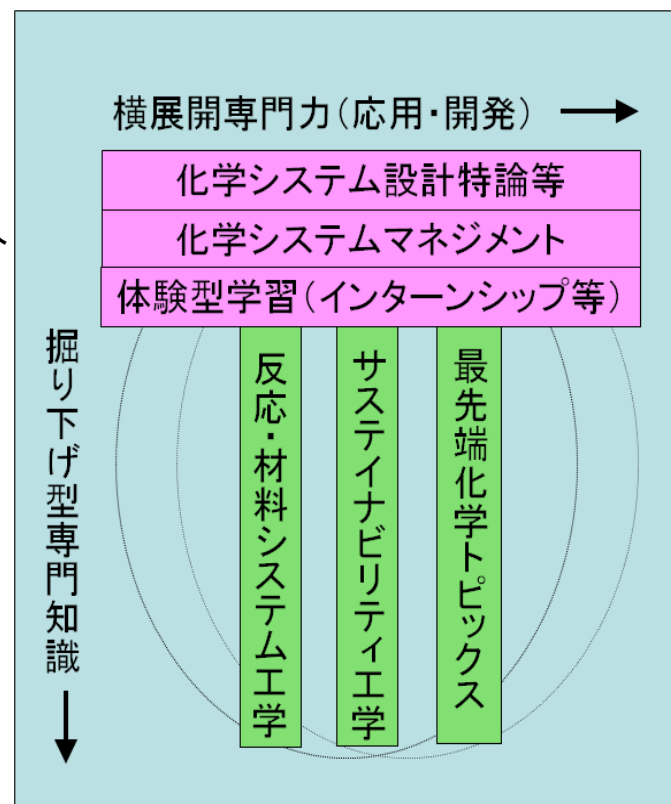 横展開専門力(応用・開発)
化学システム設計特論等
化学システムマネジメント
体験型学習(インターンシップ等)
掘り下げ型専門知識
反応・材料システム工学
サステイナビリティ工学
最先端化学トピックス